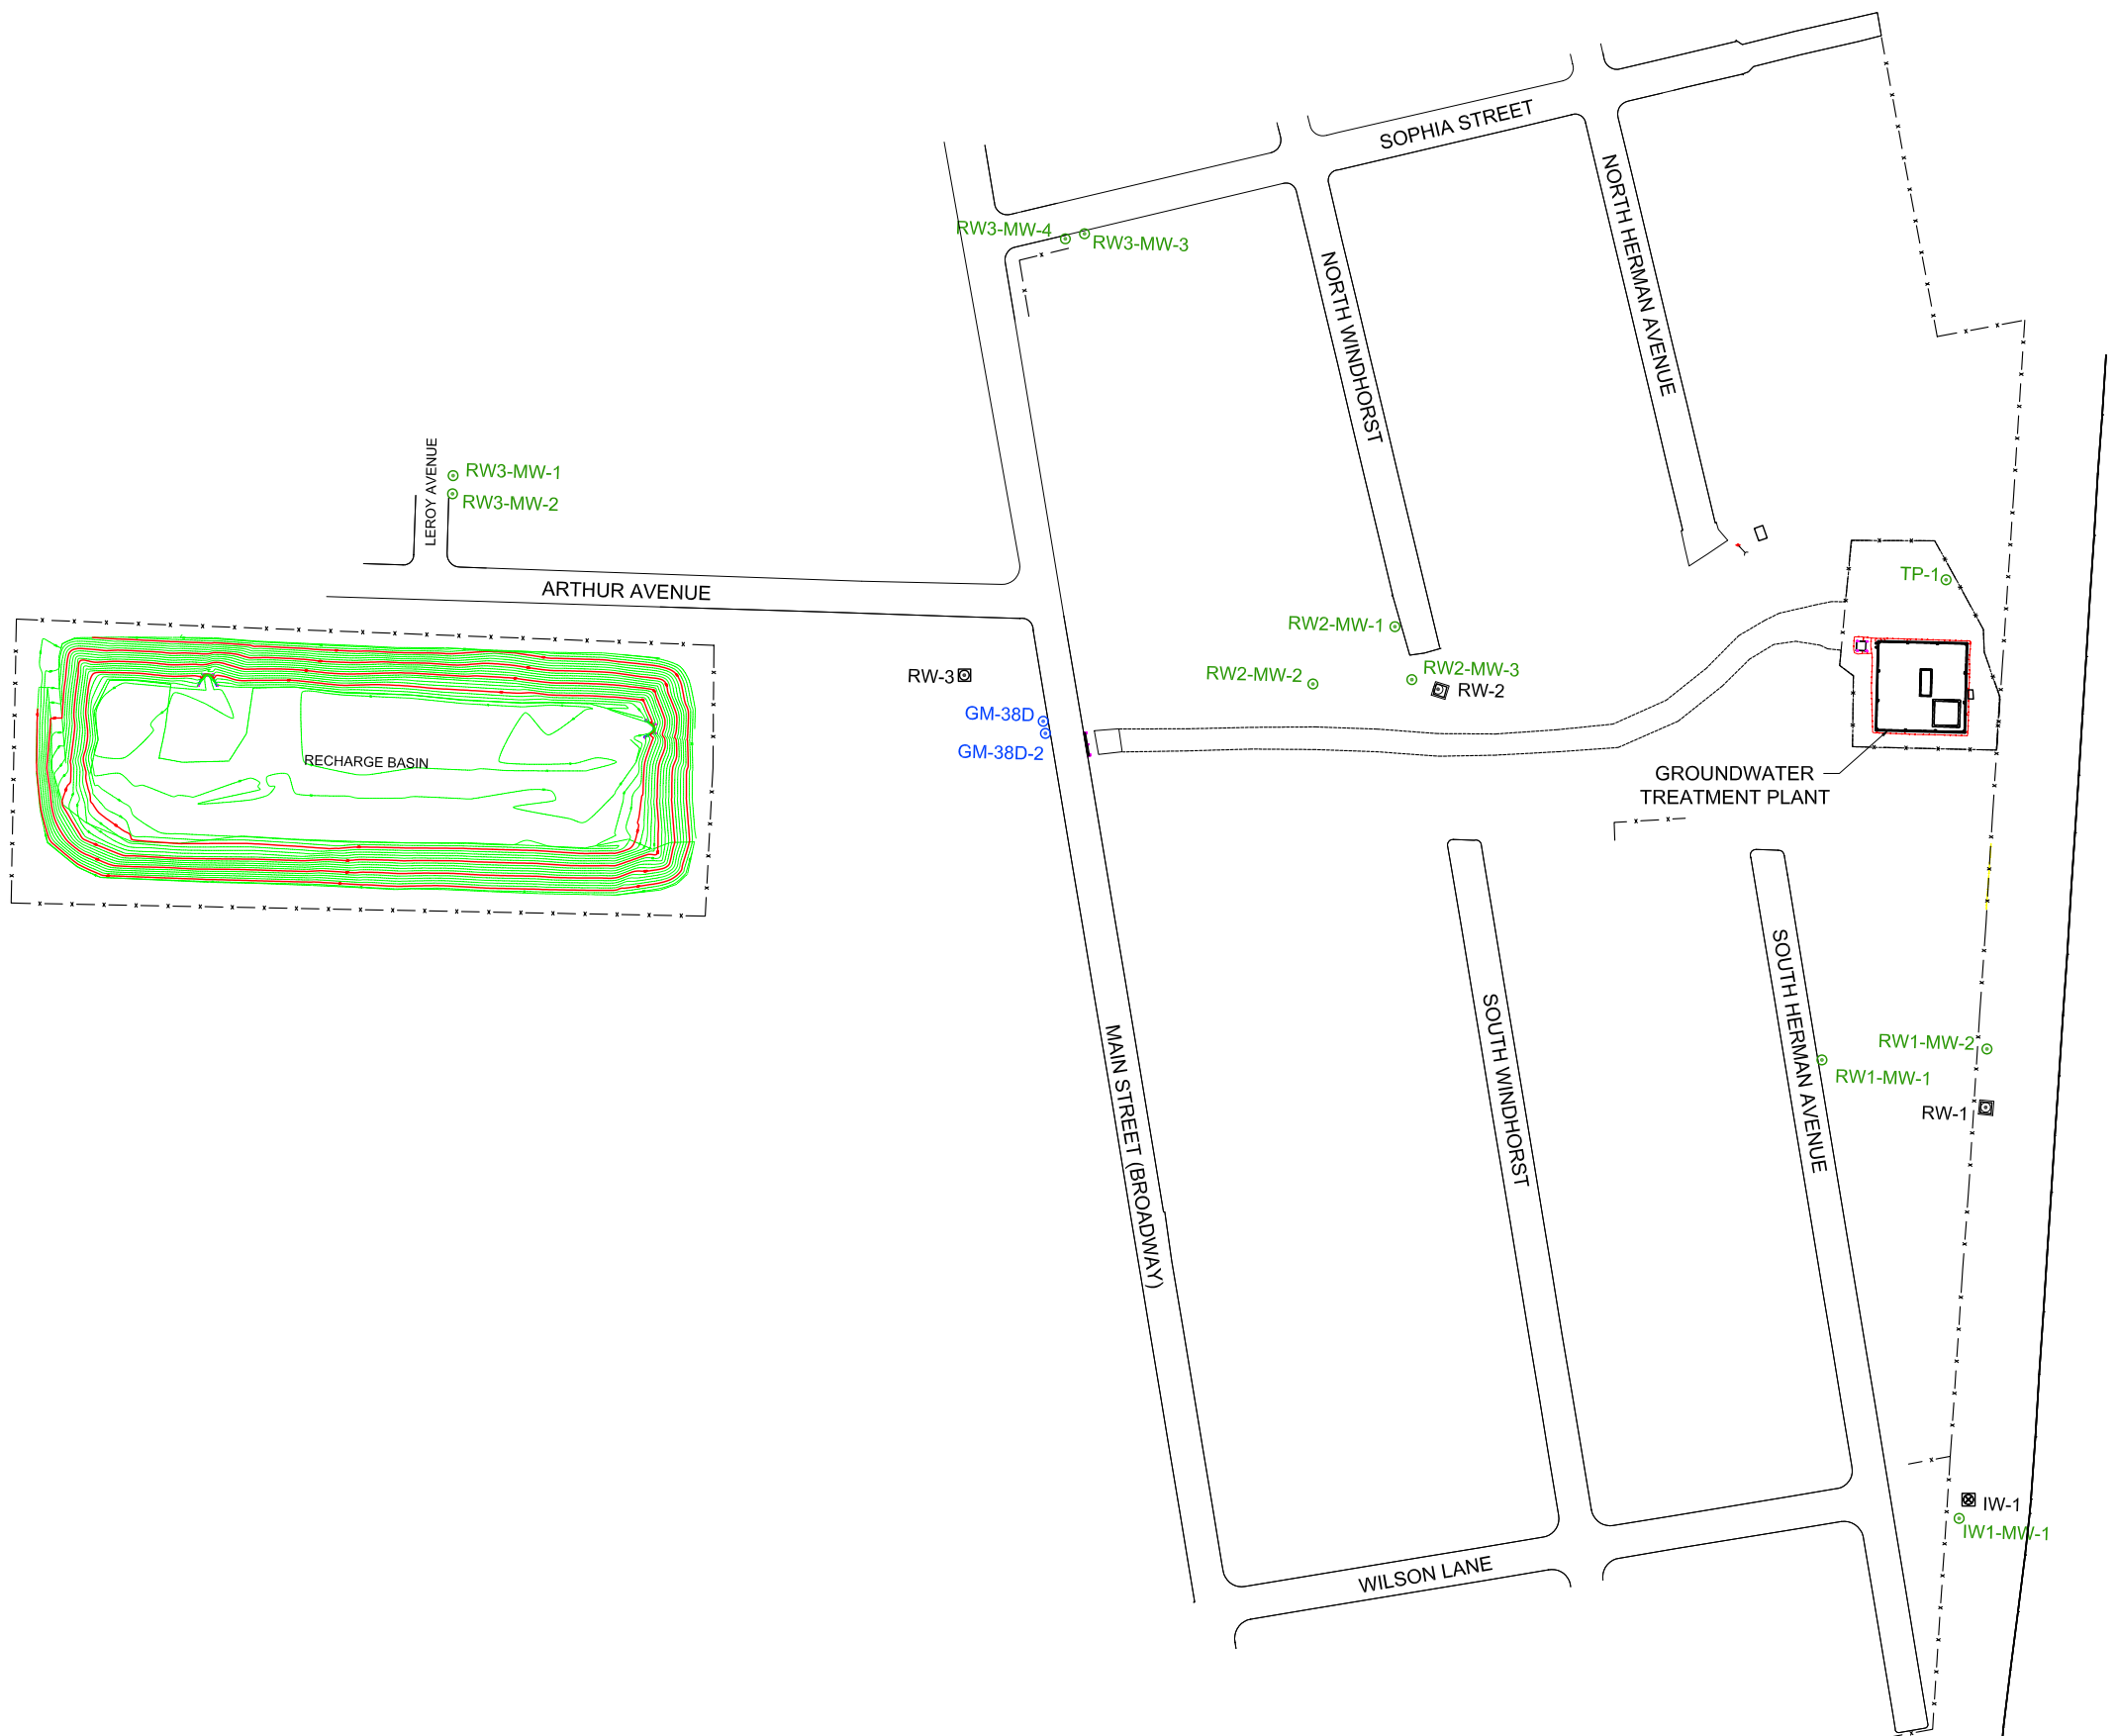 SOPHIA STREET
NORTH HERMAN AVENUE
RW3-MW-4
RW3-MW-3
NORTH WINDHORST
LEROY AVENUE
RW3-MW-1
RW3-MW-2
ARTHUR AVENUE
TP-1
RW2-MW-1
RW-3
RW2-MW-2
RW2-MW-3
RW-2
GM-38D
GM-38D-2
RECHARGE BASIN
GROUNDWATER
TREATMENT PLANT
SOUTH HERMAN AVENUE
SOUTH WINDHORST
MAIN STREET (BROADWAY)
RW1-MW-2
RW1-MW-1
RW-1
IW-1
IW1-MW-1
WILSON LANE